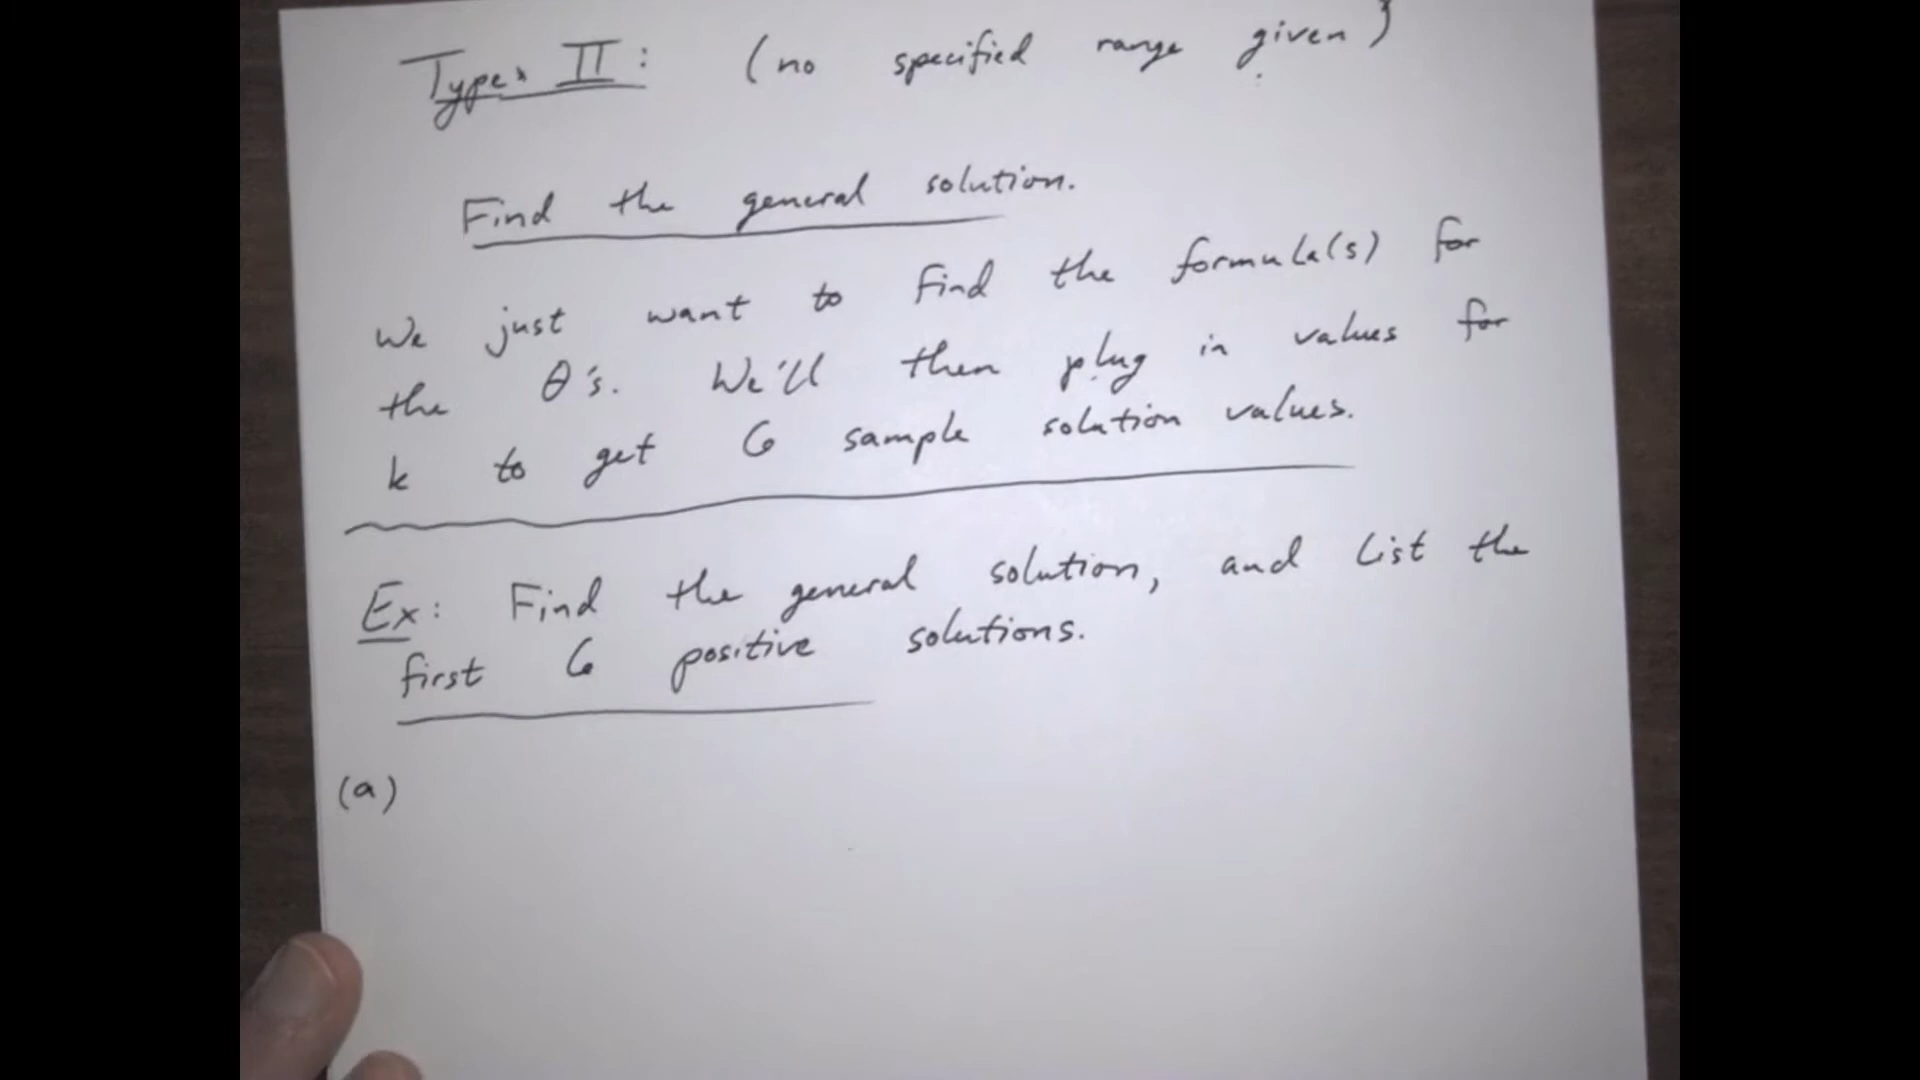 Type II: (no specified range given)
Find the general solution.
We just want to find the formula(s) for
the θ's. We'll then plug in values for
k to get 6 sample solution values.
Ex: Find the general solution, and list the
first 6 positive solutions.
(a)